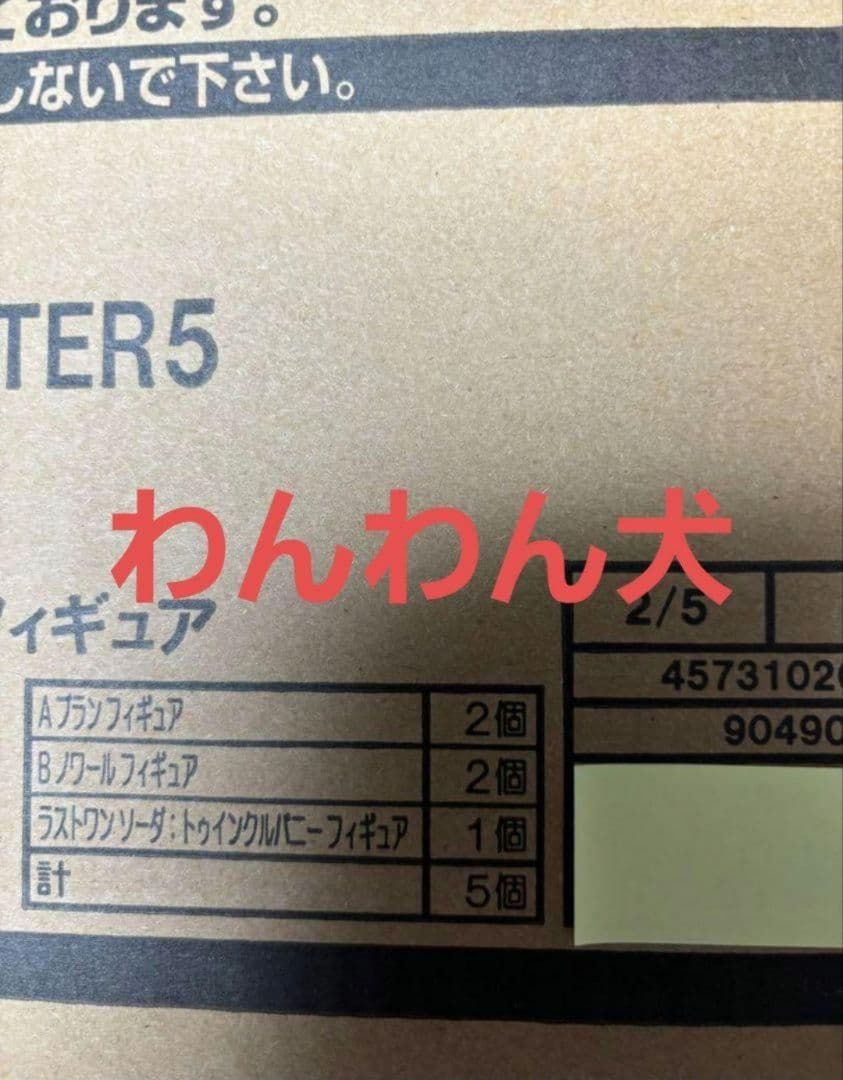 ております。
しないで下さい。
TER5
わんわん犬
フィギュア
2/5
45731020
90490
Aブランフィギュア 2個
Bノワールフィギュア 2個
ラストワンソーダ：トゥインクルバニーフィギュア 1個
計 5個